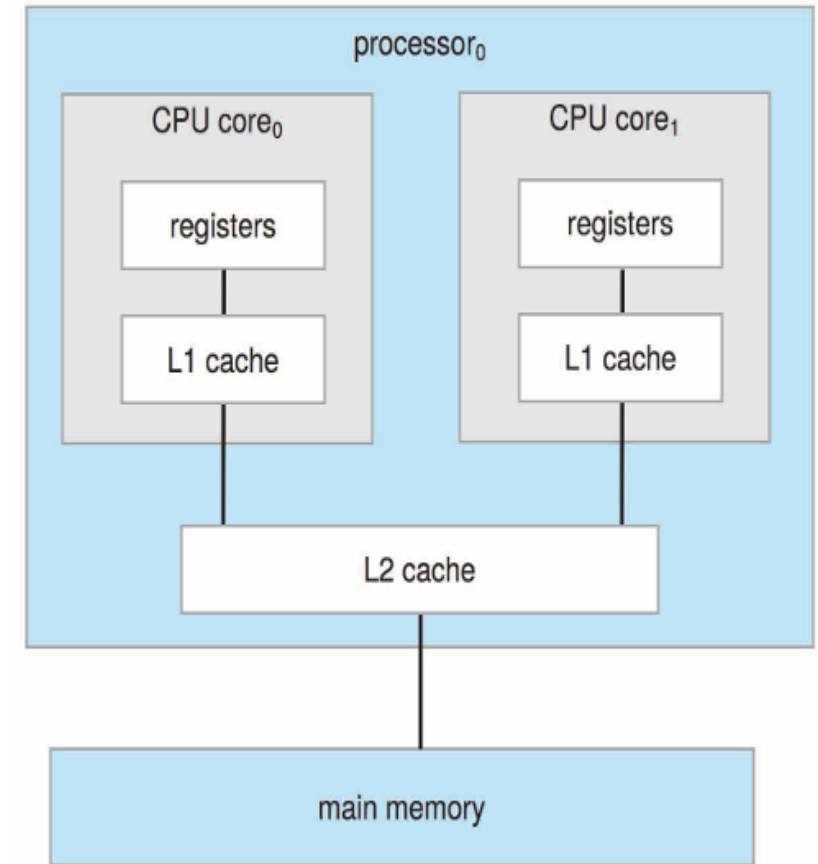 processor₀
CPU core₀
CPU core₁
registers
registers
L1 cache
L1 cache
L2 cache
main memory